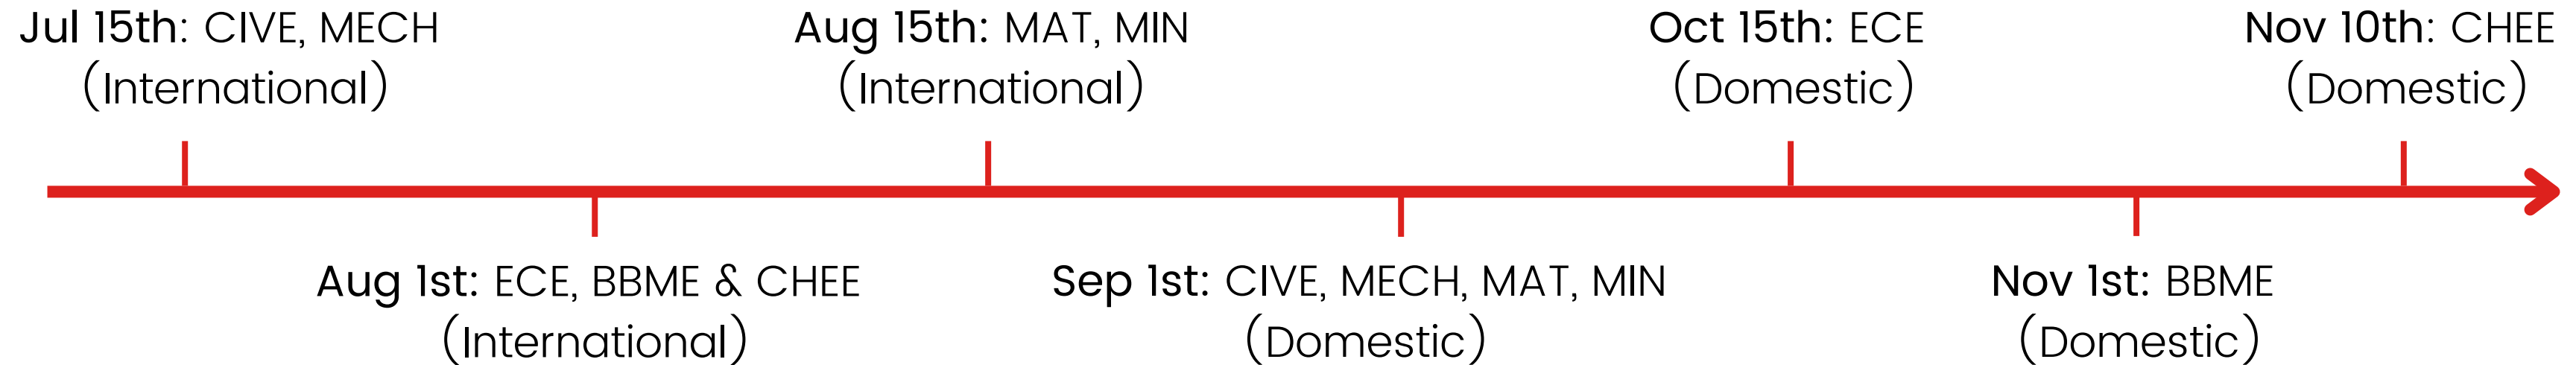 Jul 15th: CIVE, MECH
(International)
Aug 15th: MAT, MIN
(International)
Oct 15th: ECE
(Domestic)
Nov 10th: CHEE
(Domestic)
Aug 1st: ECE, BBME & CHEE
(International)
Sep 1st: CIVE, MECH, MAT, MIN
(Domestic)
Nov 1st: BBME
(Domestic)